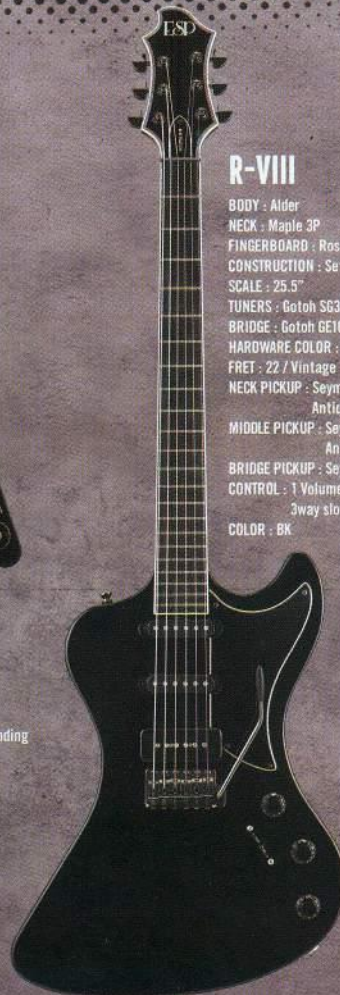 ESP
R-VIII
BODY : Alder
NECK : Maple 3P
FINGERBOARD : Ros
CONSTRUCTION : Se
SCALE : 25.5"
TUNERS : Gotoh SG3
BRIDGE : Gotoh GE10
HARDWARE COLOR :
FRET : 22 / Vintage
NECK PICKUP : Seym
Antiq
MIDDLE PICKUP : Se
An
BRIDGE PICKUP : Se
CONTROL : 1 Volume
3way slo
COLOR : BK
nding